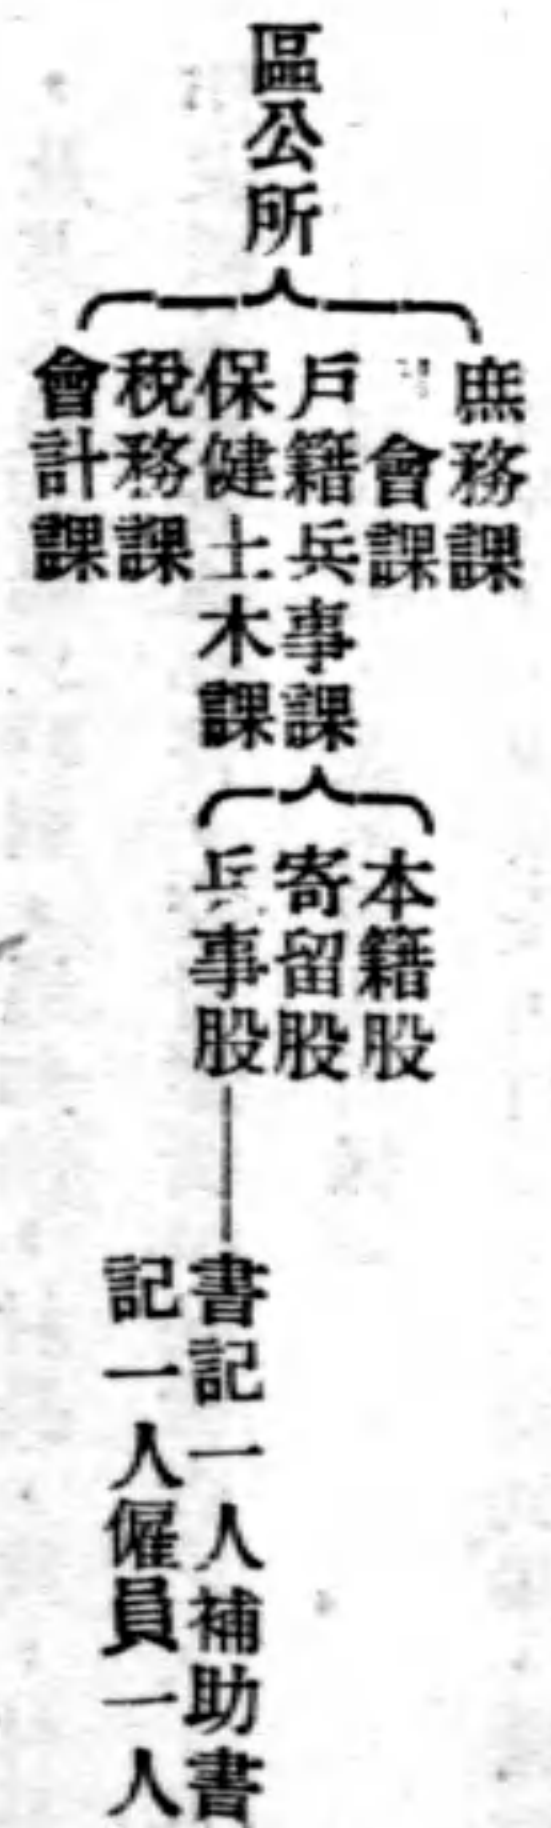 區公所
庶務課
會課
戶籍兵事課
保健土木課
稅務課
會計課
本籍股
寄留股
兵事股
書記一人補助書
記一人僱員一人